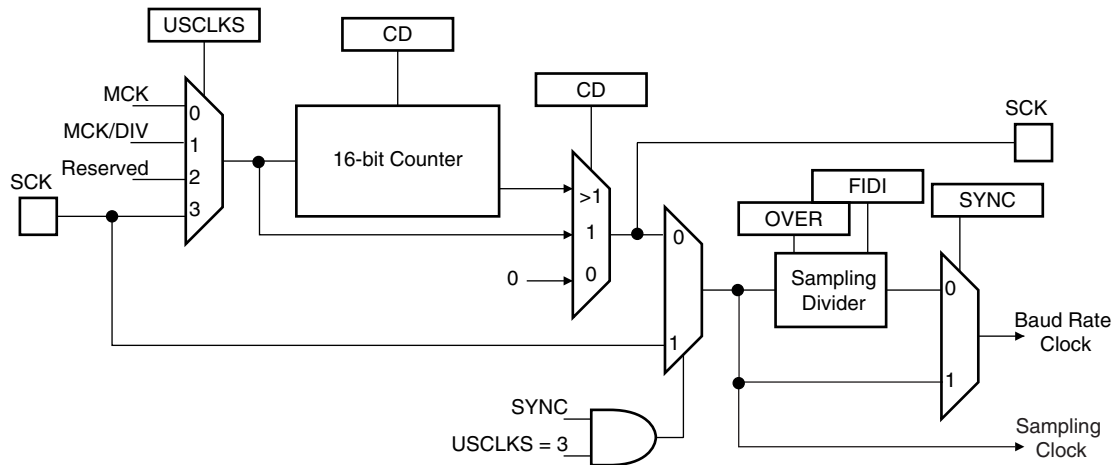 USCLKS
CD
CD
SCK
MCK
0
MCK/DIV
1
16-bit Counter
Reserved
2
SCK
3
>1
FIDI
OVER
SYNC
1
0
0
0
Sampling
Divider
0
Baud Rate
Clock
1
1
SYNC
USCLKS = 3
Sampling
Clock